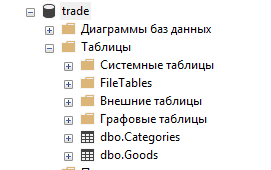 trade
Диаграммы баз данных
Таблицы
Системные таблицы
FileTables
Внешние таблицы
Графовые таблицы
dbo.Categories
dbo.Goods